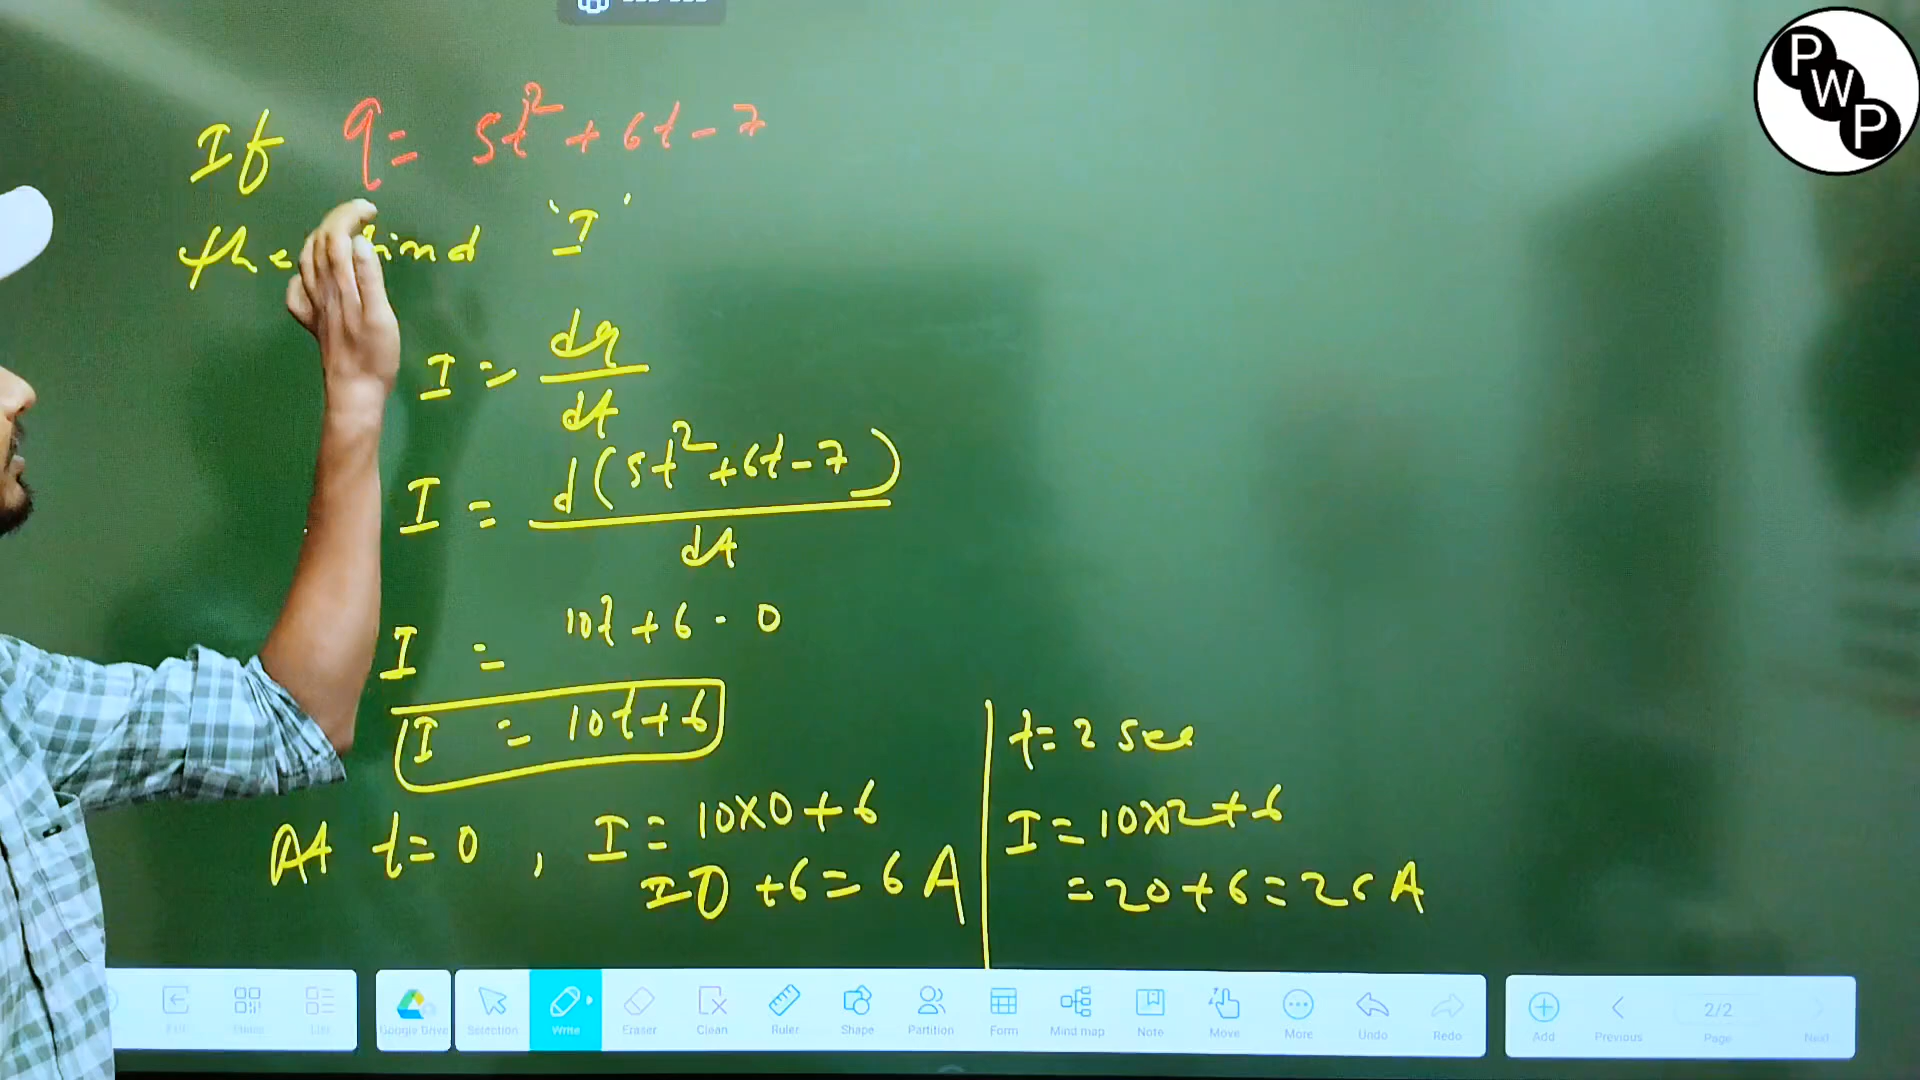 PWP
If q = 5t² + 6t - 7
the find 'I'
I = dq/dt
I = d(5t² + 6t - 7)/dt
I = 10t + 6 - 0
I = 10t + 6
At t = 0 , I = 10×0 + 6
I 0 + 6 = 6 A
t = 2 sec
I = 10×2 + 6
= 20 + 6 = 26 A
Google Drive Selection Write Eraser Clean Ruler Shape Partition Form Mind map Note Move More Undo Redo Add Previous 2/2 Page Next